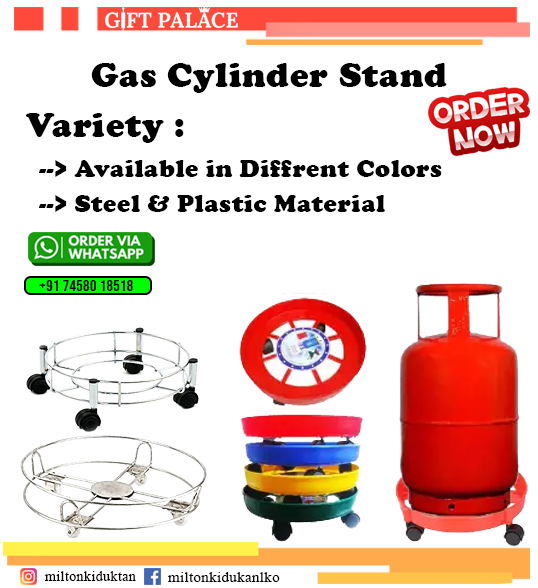 GIFT PALACE
Gas Cylinder Stand
Variety :
--> Available in Diffrent Colors
--> Steel & Plastic Material
ORDER
NOW
ORDER VIA
WHATSAPP
+91 74580 18518
miltonkiduktan
miltonkidukanlko